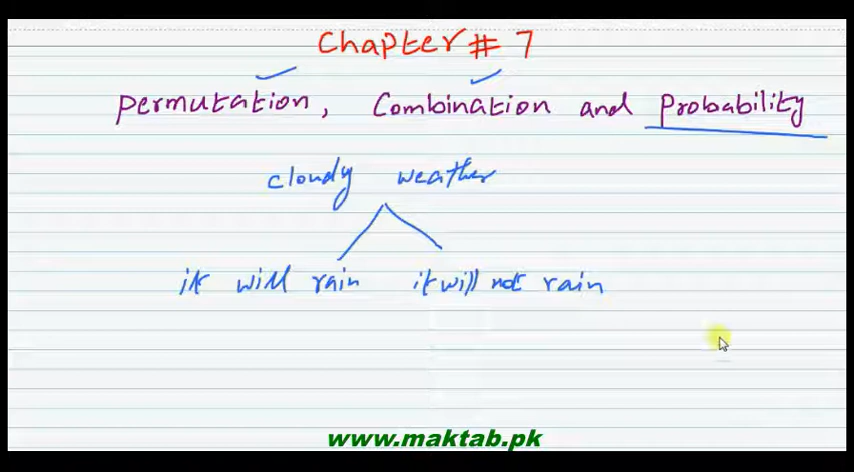 Chapter # 7
Permutation, Combination and Probability
cloudy weather
it will rain it will not rain
www.maktab.pk